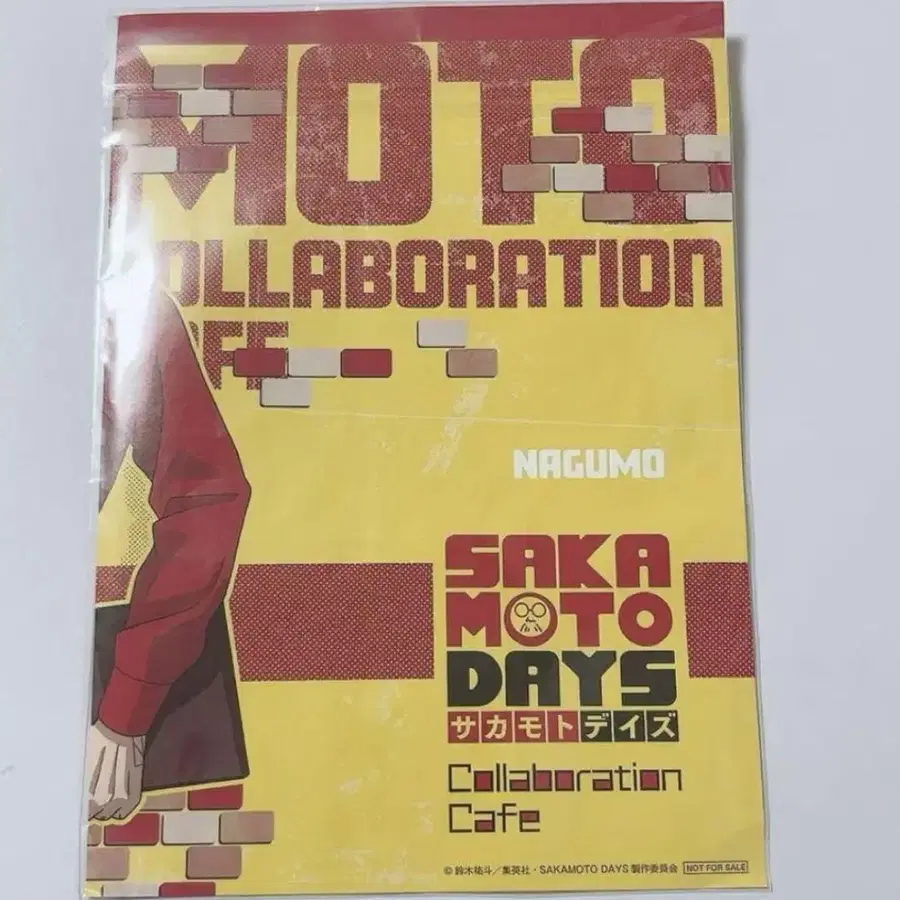 MOTO
COLLABORATION
NAGUMO
SAKA
MOTO
DAYS
サカモトデイズ
Collaboration
Cafe
© 鈴木祐斗／集英社・SAKAMOTO DAYS 製作委員会 NOT FOR SALE